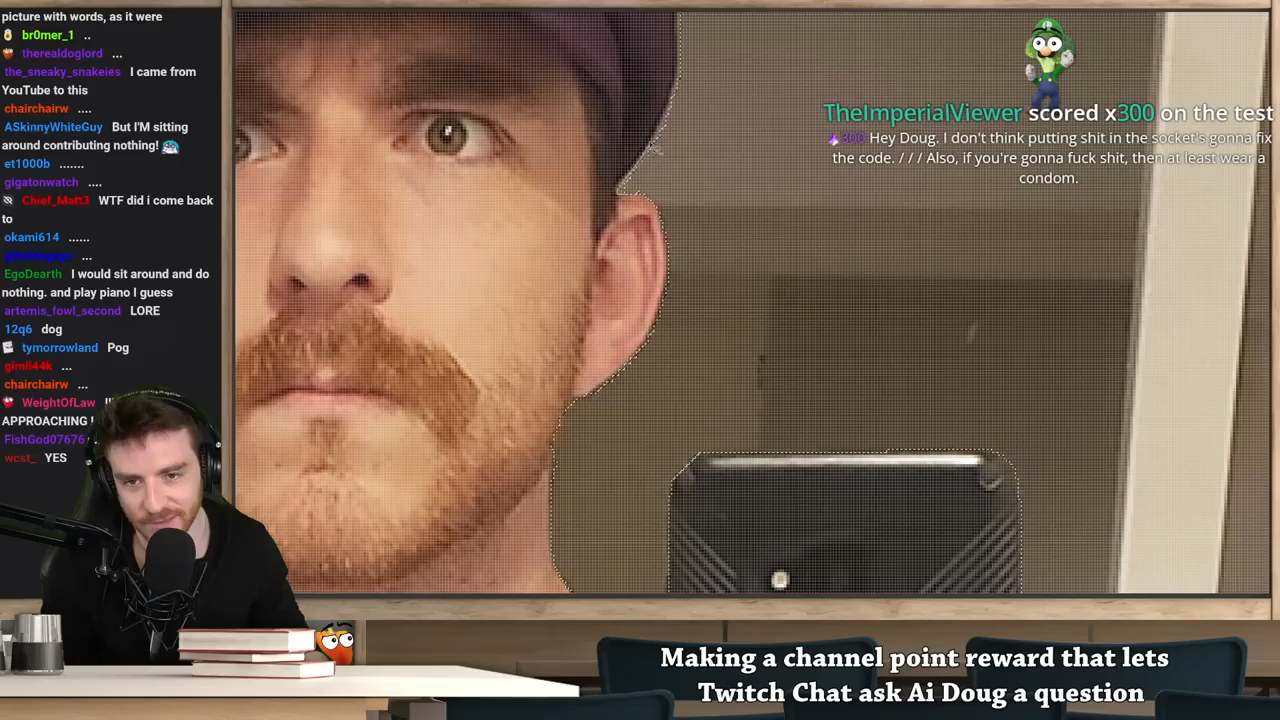 picture with words, as it were
br0mer_1 ..
therealdoglord ...
the_sneaky_snakeies I came from
YouTube to this
chairchairw ....
ASkinnyWhiteGuy But I'M sitting
around contributing nothing!
et1000b .......
gigatonwatch ....
Chief_Matt3 WTF did i come back
to
okami614 ......
...
EgoDearth I would sit around and do
nothing. and play piano I guess
artemis_fowl_second LORE
12q6 dog
tymorrowland Pog
gimli44k ...
chairchairw ...
WeightOfLaw
APPROACHING
FishGod07676
wcst_ YES
TheImperialViewer scored x300 on the test
300 Hey Doug. I don't think putting shit in the socket's gonna fix
the code. / / / Also, if you're gonna fuck shit, then at least wear a
condom.
Making a channel point reward that lets
Twitch Chat ask Ai Doug a question